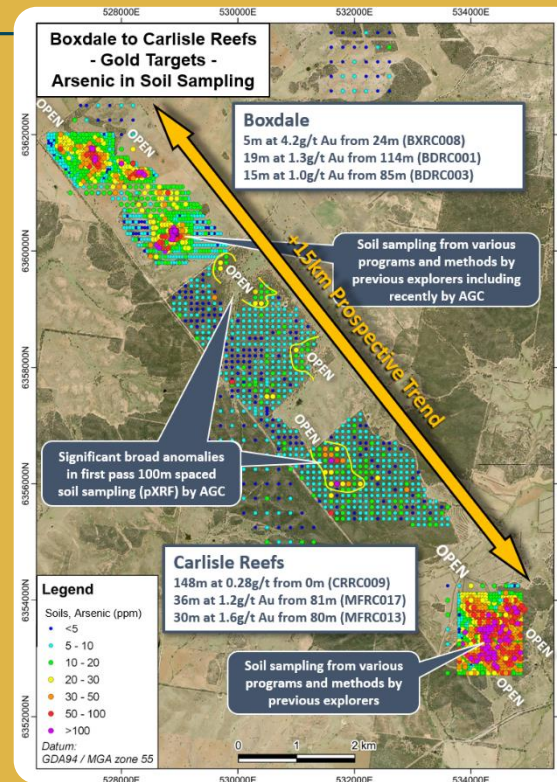 528000E 530000E 532000E 534000E
Boxdale to Carlisle Reefs
- Gold Targets -
Arsenic in Soil Sampling
OPEN
OPEN
6362000N
Boxdale
5m at 4.2g/t Au from 24m (BXRC008)
19m at 1.3g/t Au from 114m (BDRC001)
15m at 1.0g/t Au from 85m (BDRC003)
6360000N
Soil sampling from various
programs and methods by
previous explorers including
recently by AGC
OPEN
+15km Prospective Trend
6358000N
OPEN
OPEN
Significant broad anomalies
in first pass 100m spaced
soil sampling (pXRF) by AGC
6356000N
Carlisle Reefs
148m at 0.28g/t from 0m (CRRC009)
36m at 1.2g/t Au from 81m (MFRC017)
30m at 1.6g/t Au from 80m (MFRC013)
OPEN
OPEN
6354000N
Legend
Soils, Arsenic (ppm)
<5
5 - 10
10 - 20
20 - 30
30 - 50
50 - 100
>100
Datum:
GDA94 / MGA zone 55
Soil sampling from various
programs and methods by
previous explorers
OPEN
6352000N
0 1 2 km
528000E 530000E 532000E 534000E